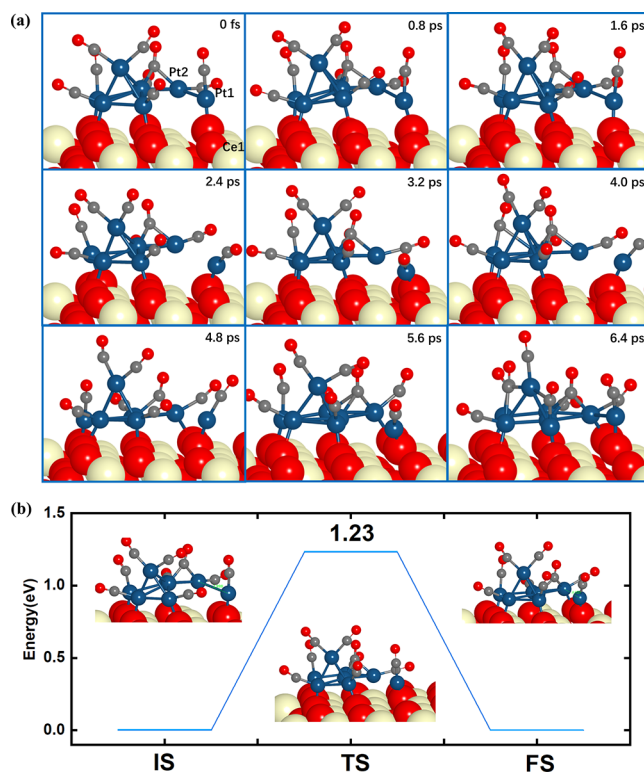 (a)
0 fs
0.8 ps
1.6 ps
Pt2
Pt1
Ce1
2.4 ps
3.2 ps
4.0 ps
4.8 ps
5.6 ps
6.4 ps
(b)
1.5
1.23
1.0
Energy(eV)
0.5
0.0
IS
TS
FS